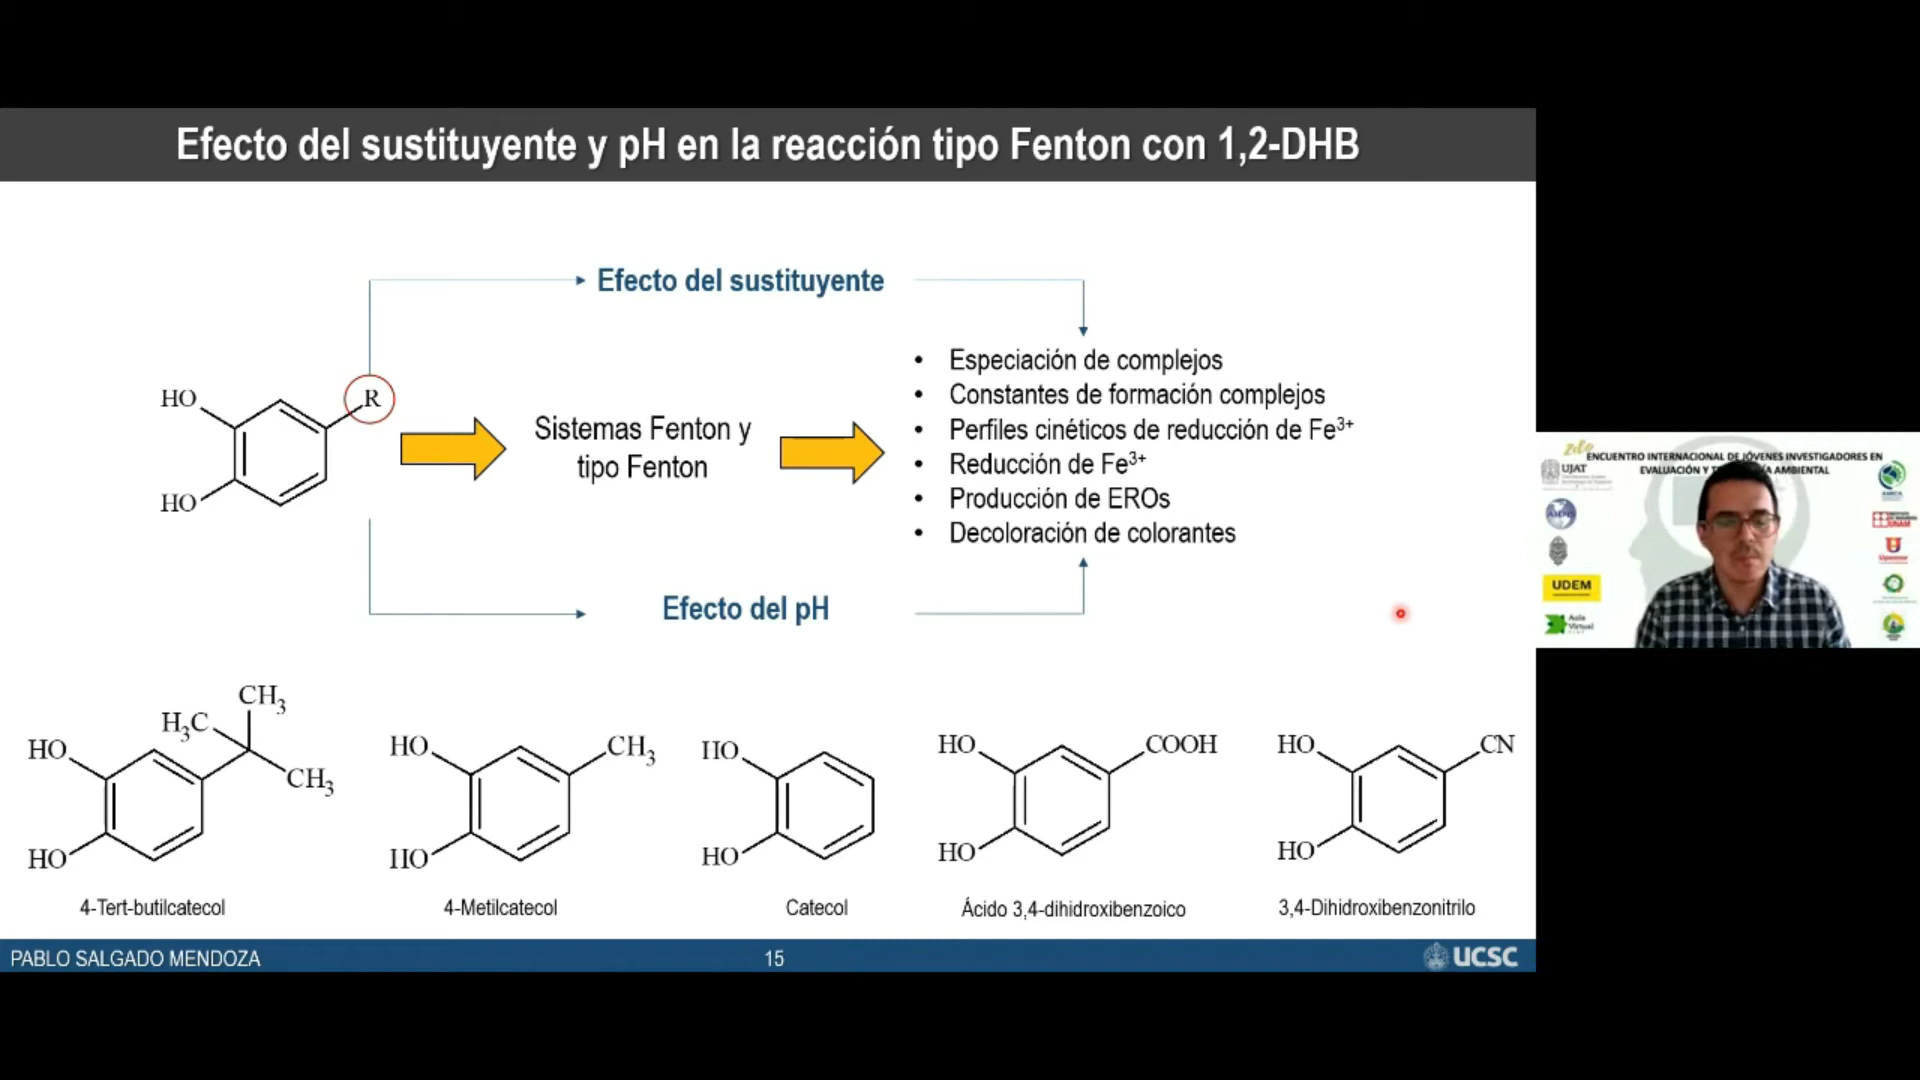 Efecto del sustituyente y pH en la reacción tipo Fenton con 1,2-DHB
Efecto del sustituyente
HO
R
HO
Sistemas Fenton y
tipo Fenton
• Especiación de complejos
• Constantes de formación complejos
• Perfiles cinéticos de reducción de Fe³⁺
• Reducción de Fe³⁺
• Producción de EROs
• Decoloración de colorantes
Efecto del pH
CH₃
H₃C
HO
CH₃
HO
4-Tert-butilcatecol
HO
CH₃
HO
4-Metilcatecol
HO
HO
Catecol
HO
COOH
HO
Ácido 3,4-dihidroxibenzoico
HO
CN
HO
3,4-Dihidroxibenzonitrilo
PABLO SALGADO MENDOZA
15
UCSC
ENCUENTRO INTERNACIONAL DE JÓVENES INVESTIGADORES EN
EVALUACIÓN Y AMBIENTAL
UJAT
UDEM
Aula
Virtual
UNAM